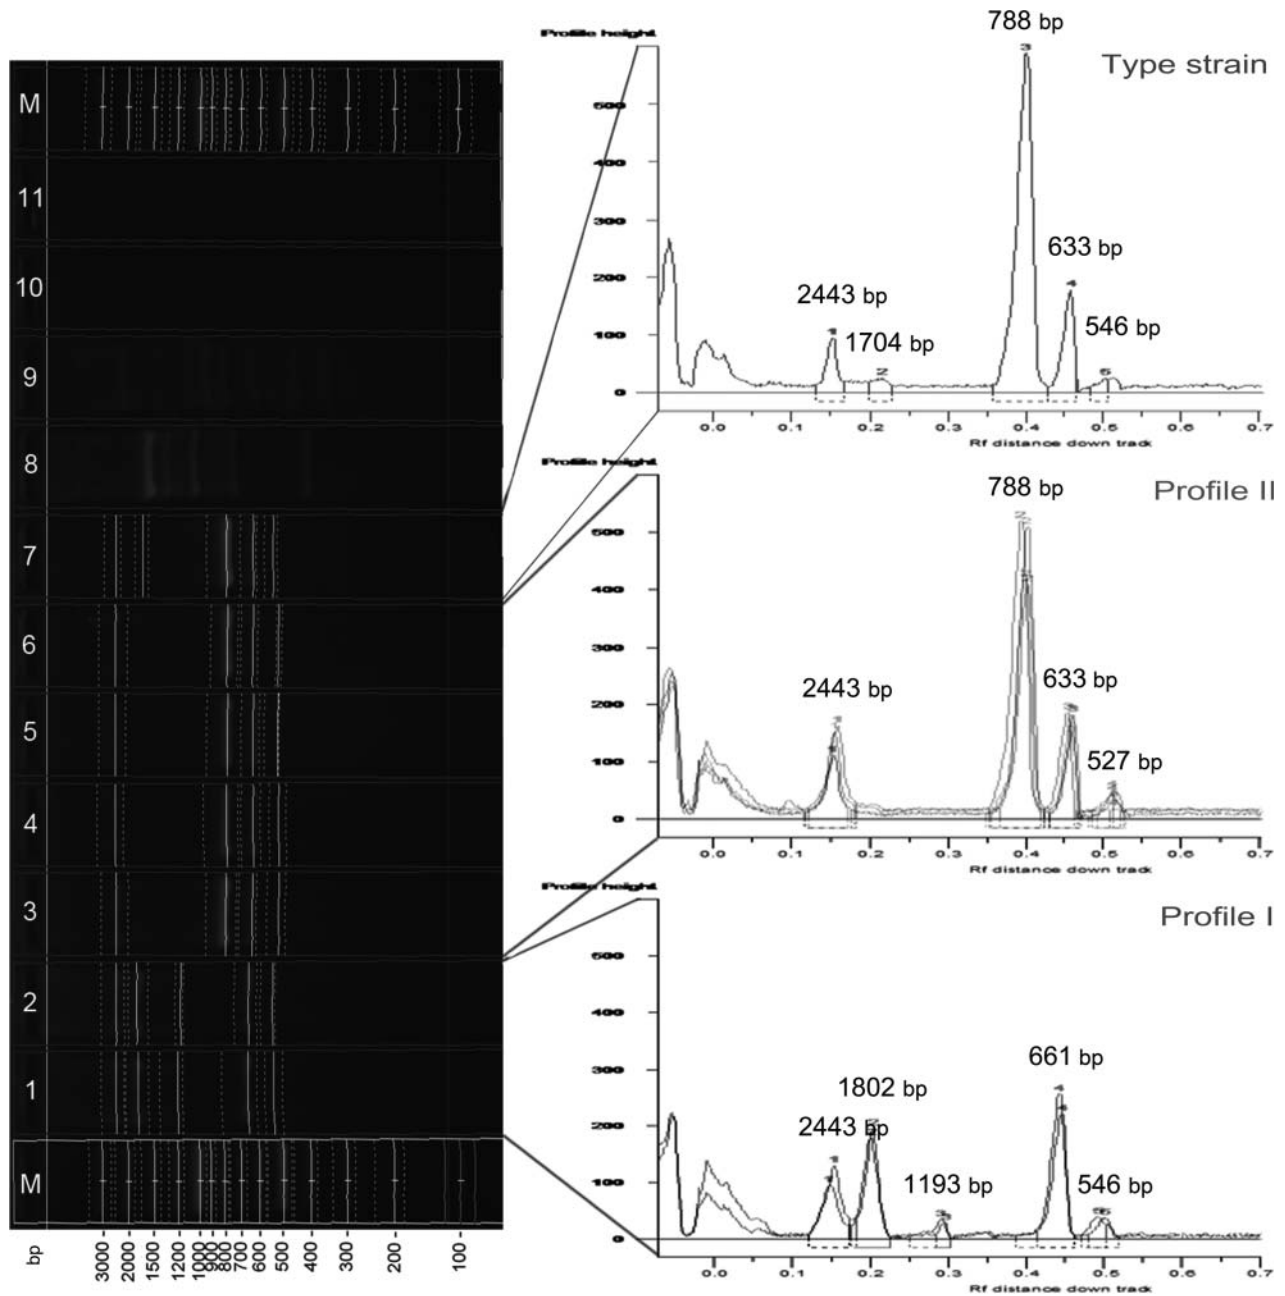 M
11
10
9
8
7
6
5
4
3
2
1
M
bp
3000
2000
1500
1200
1000
900
800
700
600
500
400
300
200
100
Profile height
788 bp
Type strain
3
500
400
300
200
100
0
2443 bp
1
1704 bp
2
633 bp
4
546 bp
5
0.0 0.1 0.2 0.3 0.4 0.5 0.6 0.7
Rf distance down track
Profile height
788 bp
Profile II
500
400
300
200
100
0
2443 bp
633 bp
527 bp
0.0 0.1 0.2 0.3 0.4 0.5 0.6 0.7
Rf distance down track
Profile height
Profile I
500
400
300
200
100
0
2443 bp
1802 bp
1193 bp
661 bp
546 bp
0.0 0.1 0.2 0.3 0.4 0.5 0.6 0.7
Rf distance down track